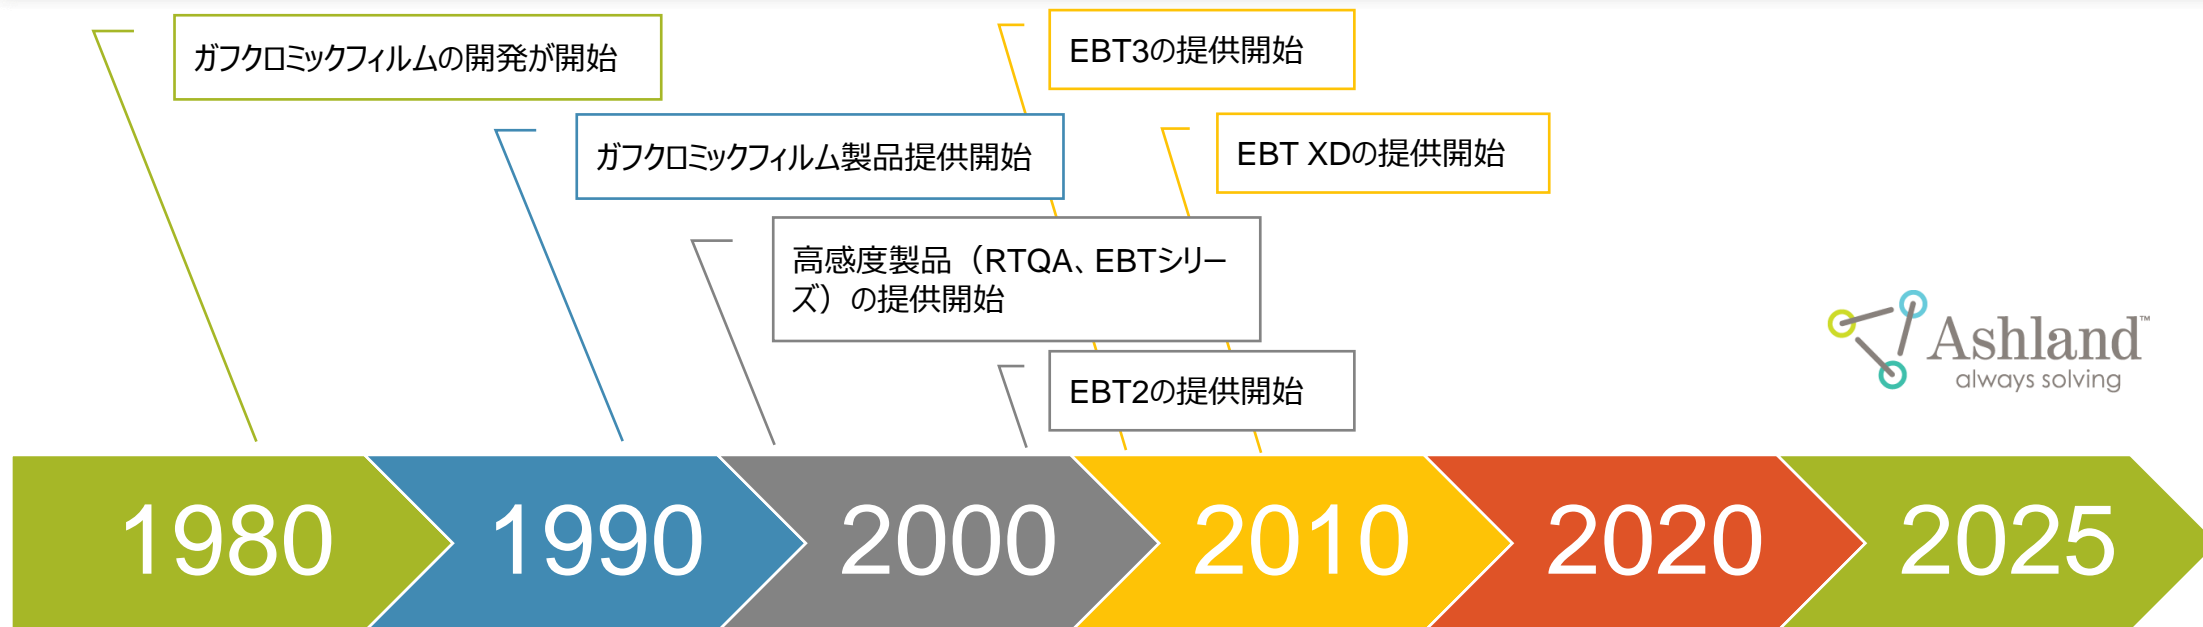 ガフクロミックフィルムの開発が開始
EBT3の提供開始
ガフクロミックフィルム製品提供開始
EBT XDの提供開始
高感度製品（RTQA、EBTシリー
ズ）の提供開始
EBT2の提供開始
Ashland™
always solving
1980
1990
2000
2010
2020
2025